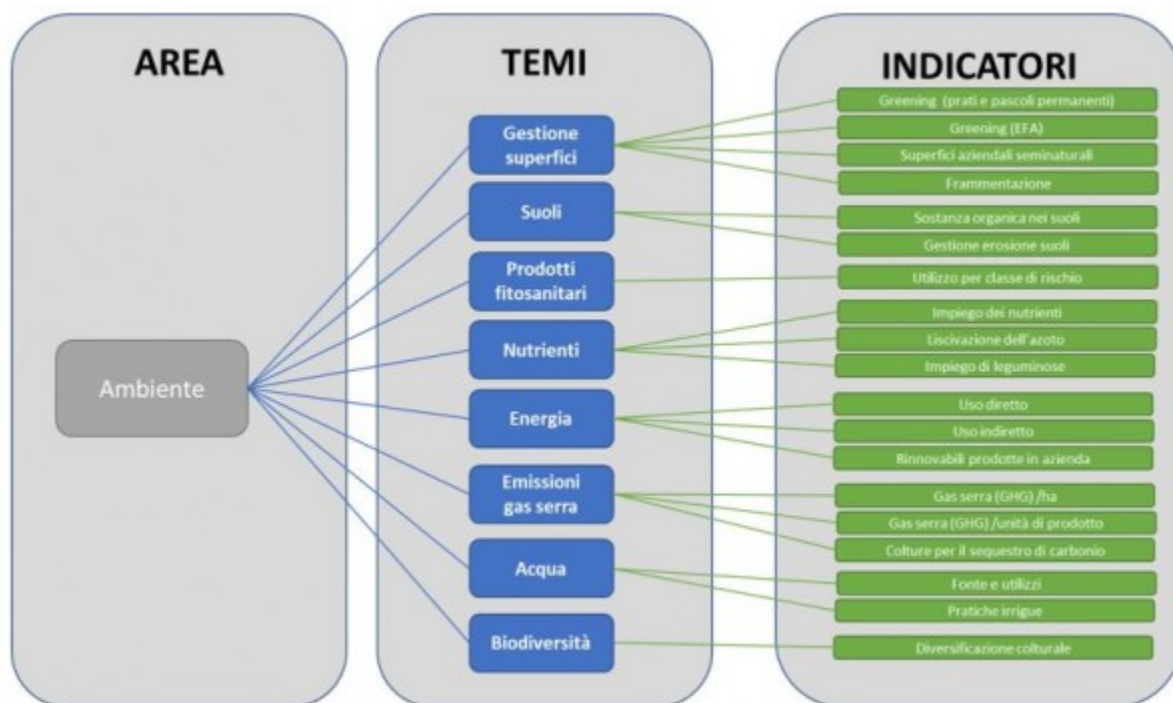 AREA
TEMI
INDICATORI
Ambiente
Gestione
superfici
Suoli
Prodotti
fitosanitari
Nutrienti
Energia
Emissioni
gas serra
Acqua
Biodiversità
Greening (prati e pascoli permanenti)
Greening (EFA)
Superfici aziendali seminaturali
Frammentazione
Sostanza organica nei suoli
Gestione erosione suoli
Utilizzo per classe di rischio
Impiego dei nutrienti
Liscivazione dell'azoto
Impiego di leguminose
Uso diretto
Uso indiretto
Rinnovabili prodotte in azienda
Gas serra (GHG) /ha
Gas serra (GHG) /unità di prodotto
Colture per il sequestro di carbonio
Fonte e utilizzi
Pratiche irrigue
Diversificazione colturale